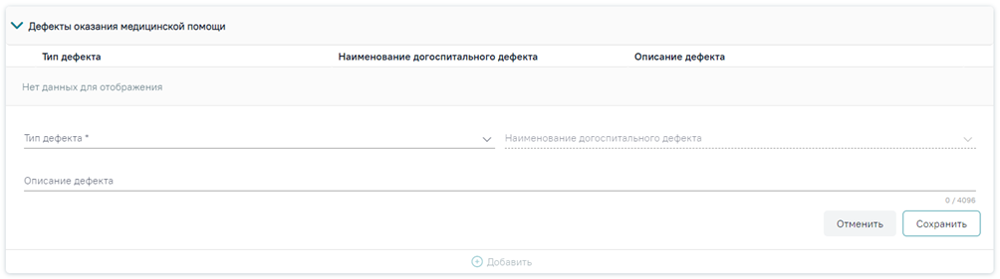 Дефекты оказания медицинской помощи
Тип дефекта Наименование догоспитального дефекта Описание дефекта
Нет данных для отображения
Тип дефекта * Наименование догоспитального дефекта
Описание дефекта
0 / 4096
Отменить Сохранить
Добавить